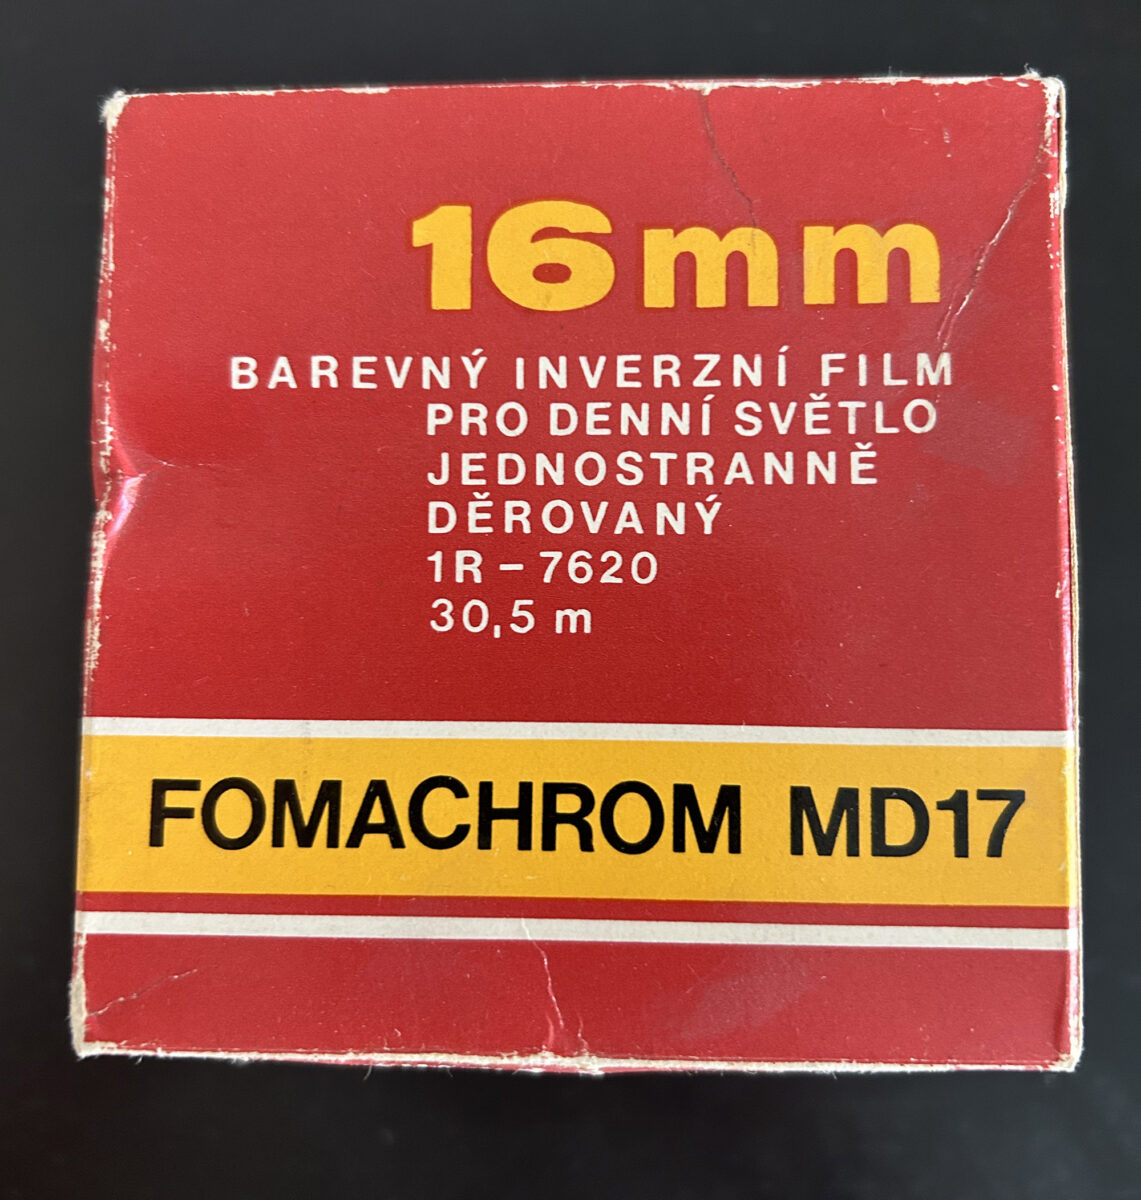 16mm
BAREVNÝ INVERZNÍ FILM
PRO DENNÍ SVĚTLO
JEDNOSTRANNĚ
DĚROVANÝ
1R – 7620
30,5 m
FOMACHROM MD17